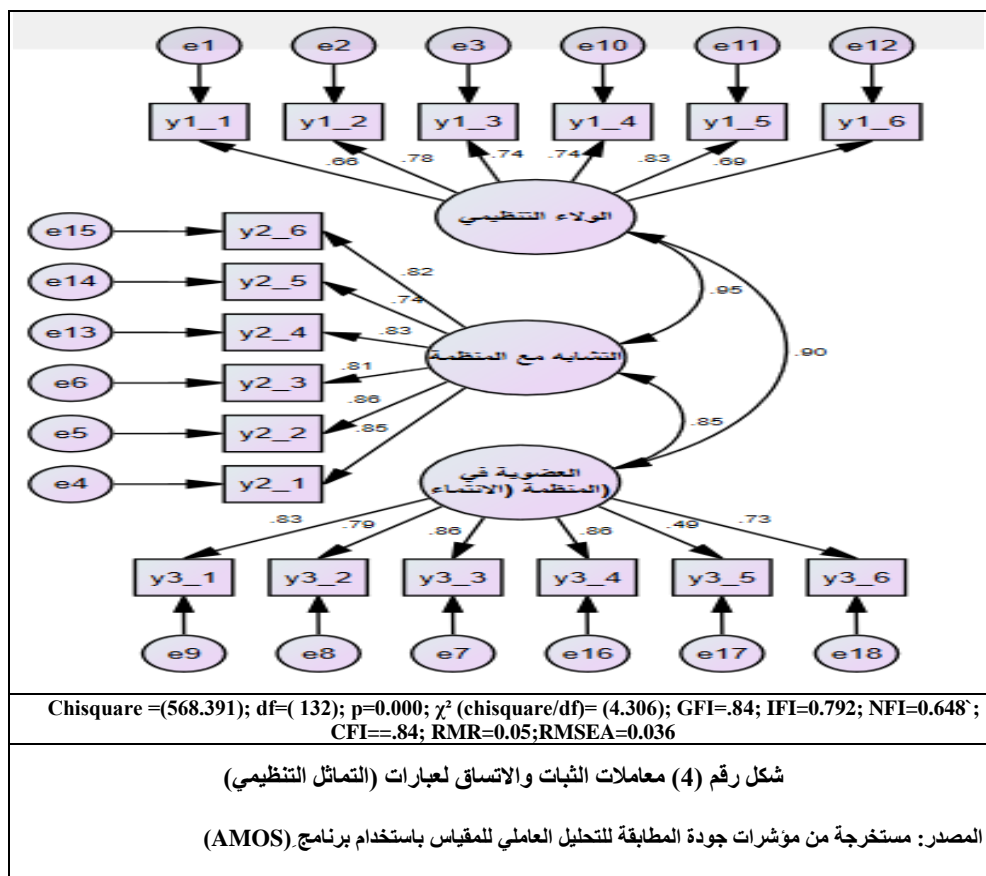 e1 e2 e3 e10 e11 e12
y1_1 y1_2 y1_3 y1_4 y1_5 y1_6
.66 .78 .74 .74 .83 .69
الولاء التنظيمي
e15 y2_6 .82
e14 y2_5 .74
e13 y2_4 .83
e6 y2_3 .81
e5 y2_2 .86
e4 y2_1 .85
التشابه مع المنظمة
.95
.90
.85
العضوية في
المنظمة (الانتماء)
.83 .79 .86 .86 .49 .73
y3_1 y3_2 y3_3 y3_4 y3_5 y3_6
e9 e8 e7 e16 e17 e18
Chisquare =(568.391); df=( 132); p=0.000; χ² (chisquare/df)= (4.306); GFI=.84; IFI=0.792; NFI=0.648`;
CFI==.84; RMR=0.05;RMSEA=0.036
شكل رقم (4) معاملات الثبات والاتساق لعبارات (التماثل التنظيمي)
المصدر: مستخرجة من مؤشرات جودة المطابقة للتحليل العاملي للمقياس باستخدام برنامج.(AMOS)